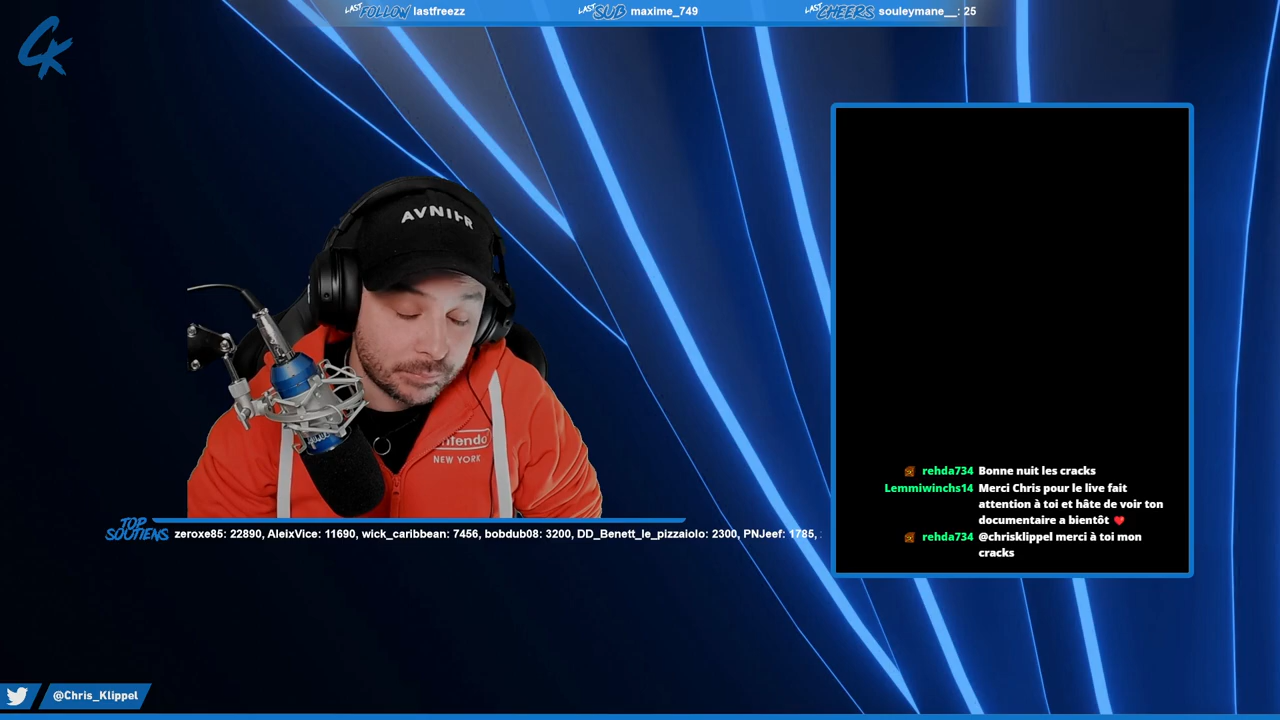 LAST FOLLOW lastfreezz
LAST SUB maxime_749
LAST CHEERS souleymane__: 25
CK
AVNIER
Nintendo
NEW YORK
rehda734 Bonne nuit les cracks
Lemmiwinchs14 Merci Chris pour le live fait
attention à toi et hâte de voir ton
documentaire a bientôt ❤️
rehda734 @chrisklippel merci à toi mon
cracks
TOP SOUTIENS zeroxe85: 22890, AleixVice: 11690, wick_caribbean: 7456, bobdub08: 3200, DD_Benett_le_pizzaiolo: 2300, PNJeef: 1785,
@Chris_Klippel